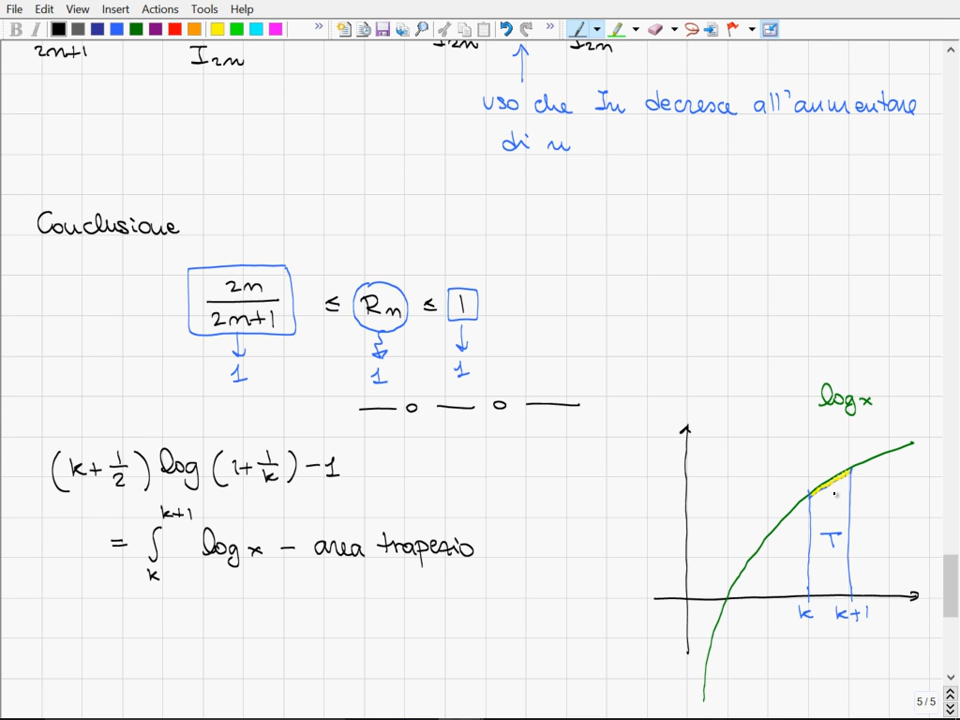 File Edit View Insert Actions Tools Help
B I
2n+1 I2n I2n I2n
uso che In decresce all'aumentare
di n
Conclusione
2n / 2n+1 ≤ Rn ≤ 1
1 1 1
log x
(k+1/2) log (1+1/k) -1
= ∫ k k+1 log x - area trapezio
T
k k+1
5/5